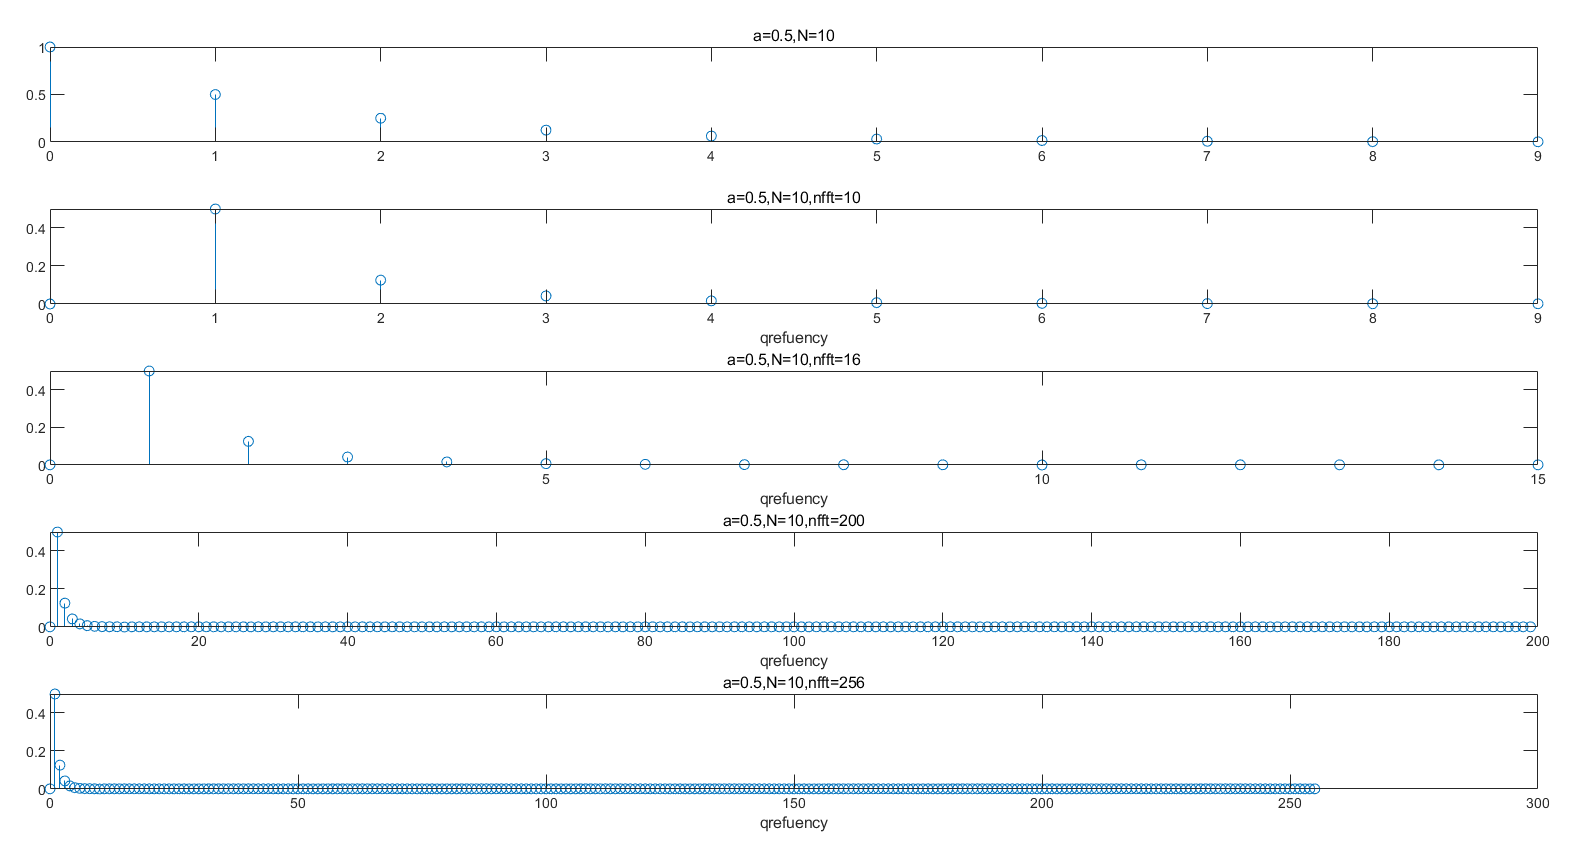 a=0.5,N=10
1
0.5
0
0 1 2 3 4 5 6 7 8 9
a=0.5,N=10,nfft=10
0.4
0.2
0
0 1 2 3 4 5 6 7 8 9
qrefuency
a=0.5,N=10,nfft=16
0.4
0.2
0
0 5 10 15
qrefuency
a=0.5,N=10,nfft=200
0.4
0.2
0
0 20 40 60 80 100 120 140 160 180 200
qrefuency
a=0.5,N=10,nfft=256
0.4
0.2
0
0 50 100 150 200 250 300
qrefuency